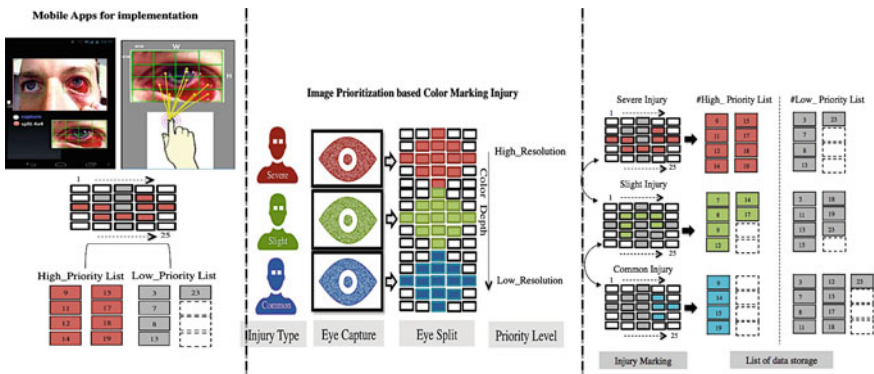 Mobile Apps for implementation
W
H
capture
split 4x4
1
25
High_Priority List
Low_Priority List
9 15
3 23
11 17
7
12 18
8
14 19
13
Image Prioritization based Color Marking Injury
Severe
Slight
Common
High_Resolution
Color Depth
Low_Resolution
Injury Type
Eye Capture
Eye Split
Priority Level
Severe Injury
#High_ Priority List
#Low_ Priority List
1
25
9 15
11 17
12 18
14 19
3 23
7
8
13
Slight Injury
1
25
7 14
8 17
9
12
3 18
11 19
13 23
15
Common Injury
1
25
9
14
15
19
3 12 23
7 13
8 17
11 18
Injury Marking
List of data storage